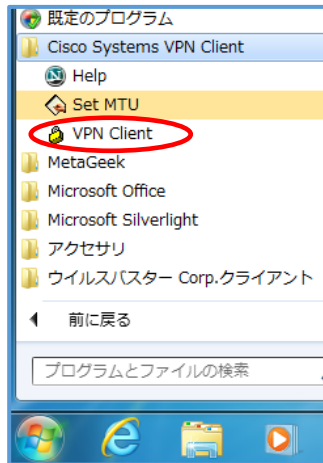 既定のプログラム
Cisco Systems VPN Client
Help
Set MTU
VPN Client
MetaGeek
Microsoft Office
Microsoft Silverlight
アクセサリ
ウイルスバスター Corp.クライアント
前に戻る
プログラムとファイルの検索